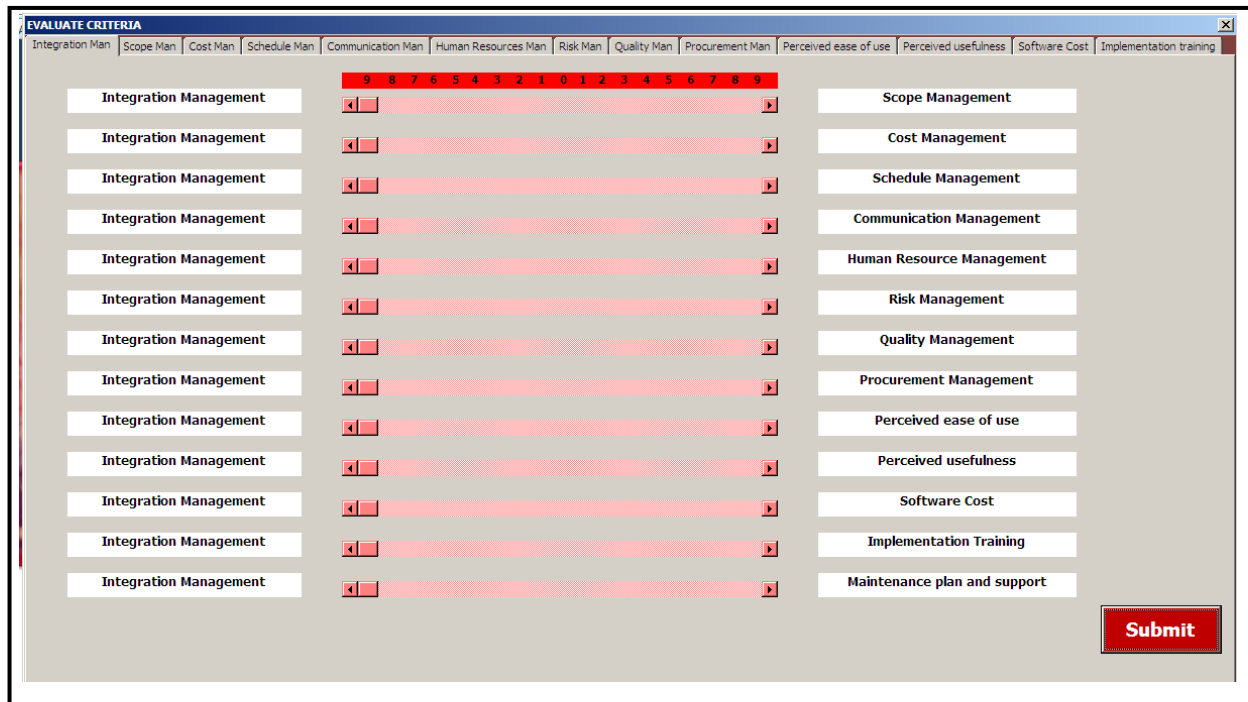 EVALUATE CRITERIA
Integration Man Scope Man Cost Man Schedule Man Communication Man Human Resources Man Risk Man Quality Man Procurement Man Perceived ease of use Perceived usefulness Software Cost Implementation training
9 8 7 6 5 4 3 2 1 0 1 2 3 4 5 6 7 8 9
Integration Management Scope Management
Integration Management Cost Management
Integration Management Schedule Management
Integration Management Communication Management
Integration Management Human Resource Management
Integration Management Risk Management
Integration Management Quality Management
Integration Management Procurement Management
Integration Management Perceived ease of use
Integration Management Perceived usefulness
Integration Management Software Cost
Integration Management Implementation Training
Integration Management Maintenance plan and support
Submit